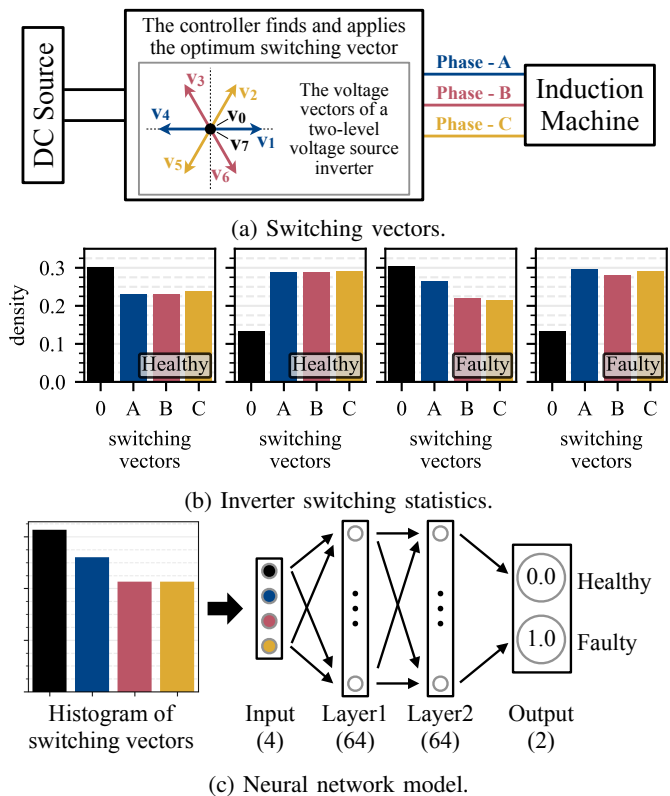 DC Source
The controller finds and applies
the optimum switching vector
v3
v2
v4
v0
v1
v7
v5
v6
The voltage
vectors of a
two-level
voltage source
inverter
Phase - A
Phase - B
Phase - C
Induction
Machine
(a) Switching vectors.
density
0.3
0.2
0.1
0.0
Healthy
Healthy
Faulty
Faulty
0 A B C
0 A B C
0 A B C
0 A B C
switching
vectors
switching
vectors
switching
vectors
switching
vectors
(b) Inverter switching statistics.
Histogram of
switching vectors
0.0
Healthy
1.0
Faulty
Input
(4)
Layer1
(64)
Layer2
(64)
Output
(2)
(c) Neural network model.